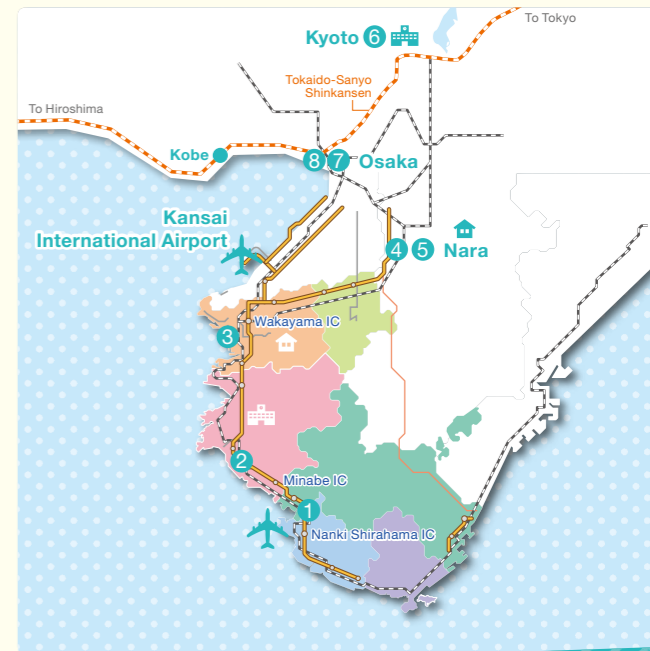 To Tokyo
Kyoto 6
Tokaido-Sanyo
Shinkansen
To Hiroshima
Kobe
8 7 Osaka
Kansai
International Airport
4 5 Nara
Wakayama IC
3
2
Minabe IC
1
Nanki Shirahama IC